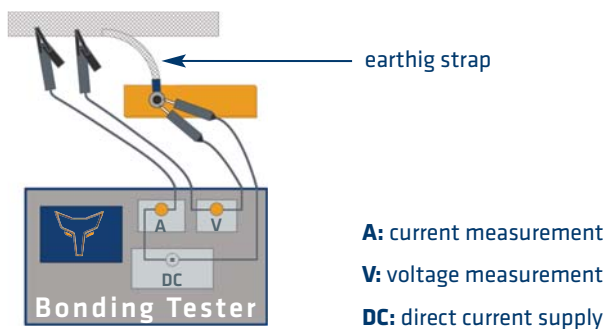 earthig strap
A
V
DC
Bonding Tester
A: current measurement
V: voltage measurement
DC: direct current supply